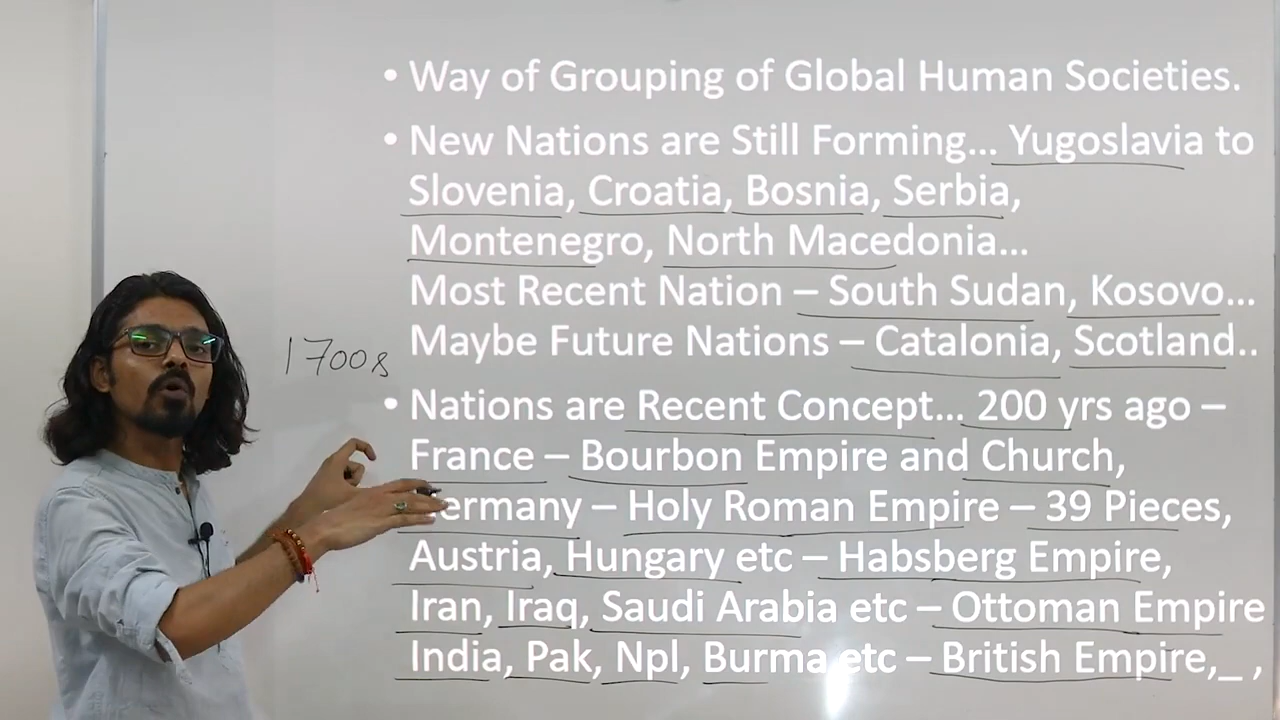 • Way of Grouping of Global Human Societies.
• New Nations are Still Forming... Yugoslavia to
Slovenia, Croatia, Bosnia, Serbia,
Montenegro, North Macedonia...
Most Recent Nation – South Sudan, Kosovo...
Maybe Future Nations – Catalonia, Scotland..
1700s
• Nations are Recent Concept... 200 yrs ago –
France – Bourbon Empire and Church,
ermany – Holy Roman Empire – 39 Pieces,
Austria, Hungary etc – Habsberg Empire,
Iran, Iraq, Saudi Arabia etc – Ottoman Empire
India, Pak, Npl, Burma etc – British Empire,_ ,